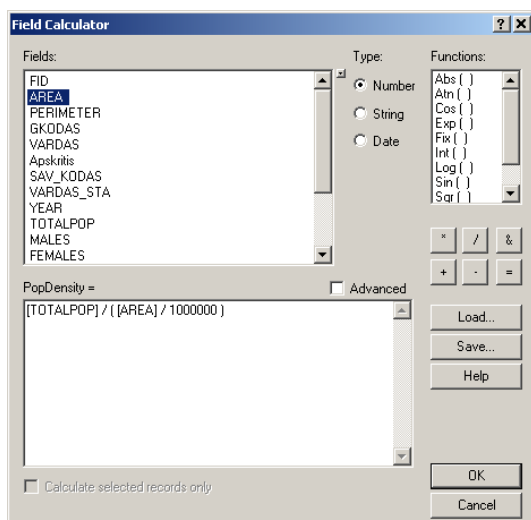 Field Calculator
Fields:
FID
AREA
PERIMETER
GKODAS
VARDAS
Apskritis
SAV_KODAS
VARDAS_STA
YEAR
TOTALPOP
MALES
FEMALES
Type:
Number
String
Date
Functions:
Abs ( )
Atn ( )
Cos ( )
Exp ( )
Fix ( )
Int ( )
Log ( )
Sin ( )
Sqr ( )
* / &
+ - =
PopDensity =
Advanced
[TOTALPOP] / ( [AREA] / 1000000 )
Load...
Save...
Help
Calculate selected records only
OK
Cancel